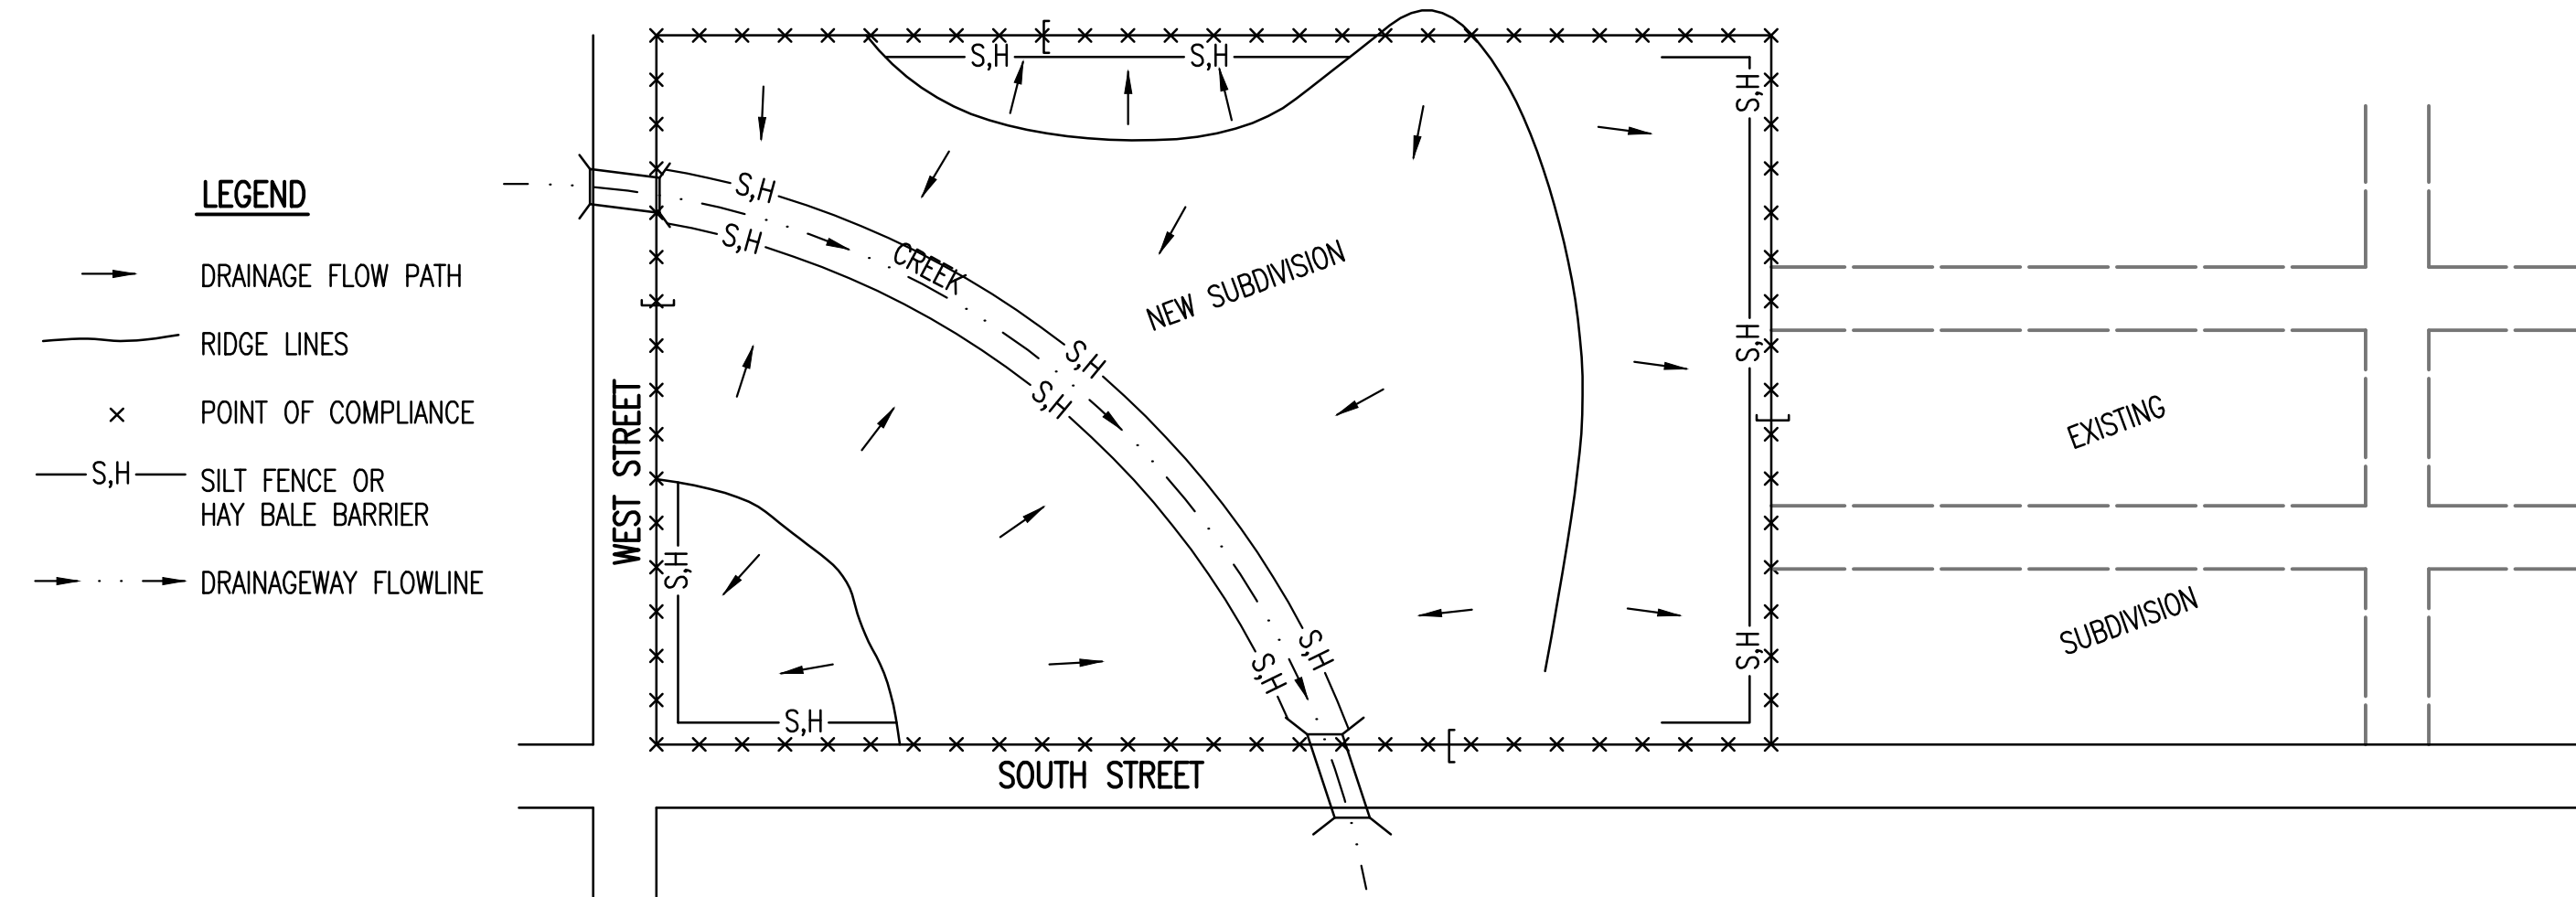 LEGEND
DRAINAGE FLOW PATH
RIDGE LINES
POINT OF COMPLIANCE
S,H
SILT FENCE OR
HAY BALE BARRIER
DRAINAGEWAY FLOWLINE
S,H
S,H
S,H
S,H
S,H
CREEK
NEW SUBDIVISION
S,H
S,H
S,H
WEST STREET
EXISTING
S,H
SUBDIVISION
S,H
S,H
S,H
S,H
SOUTH STREET